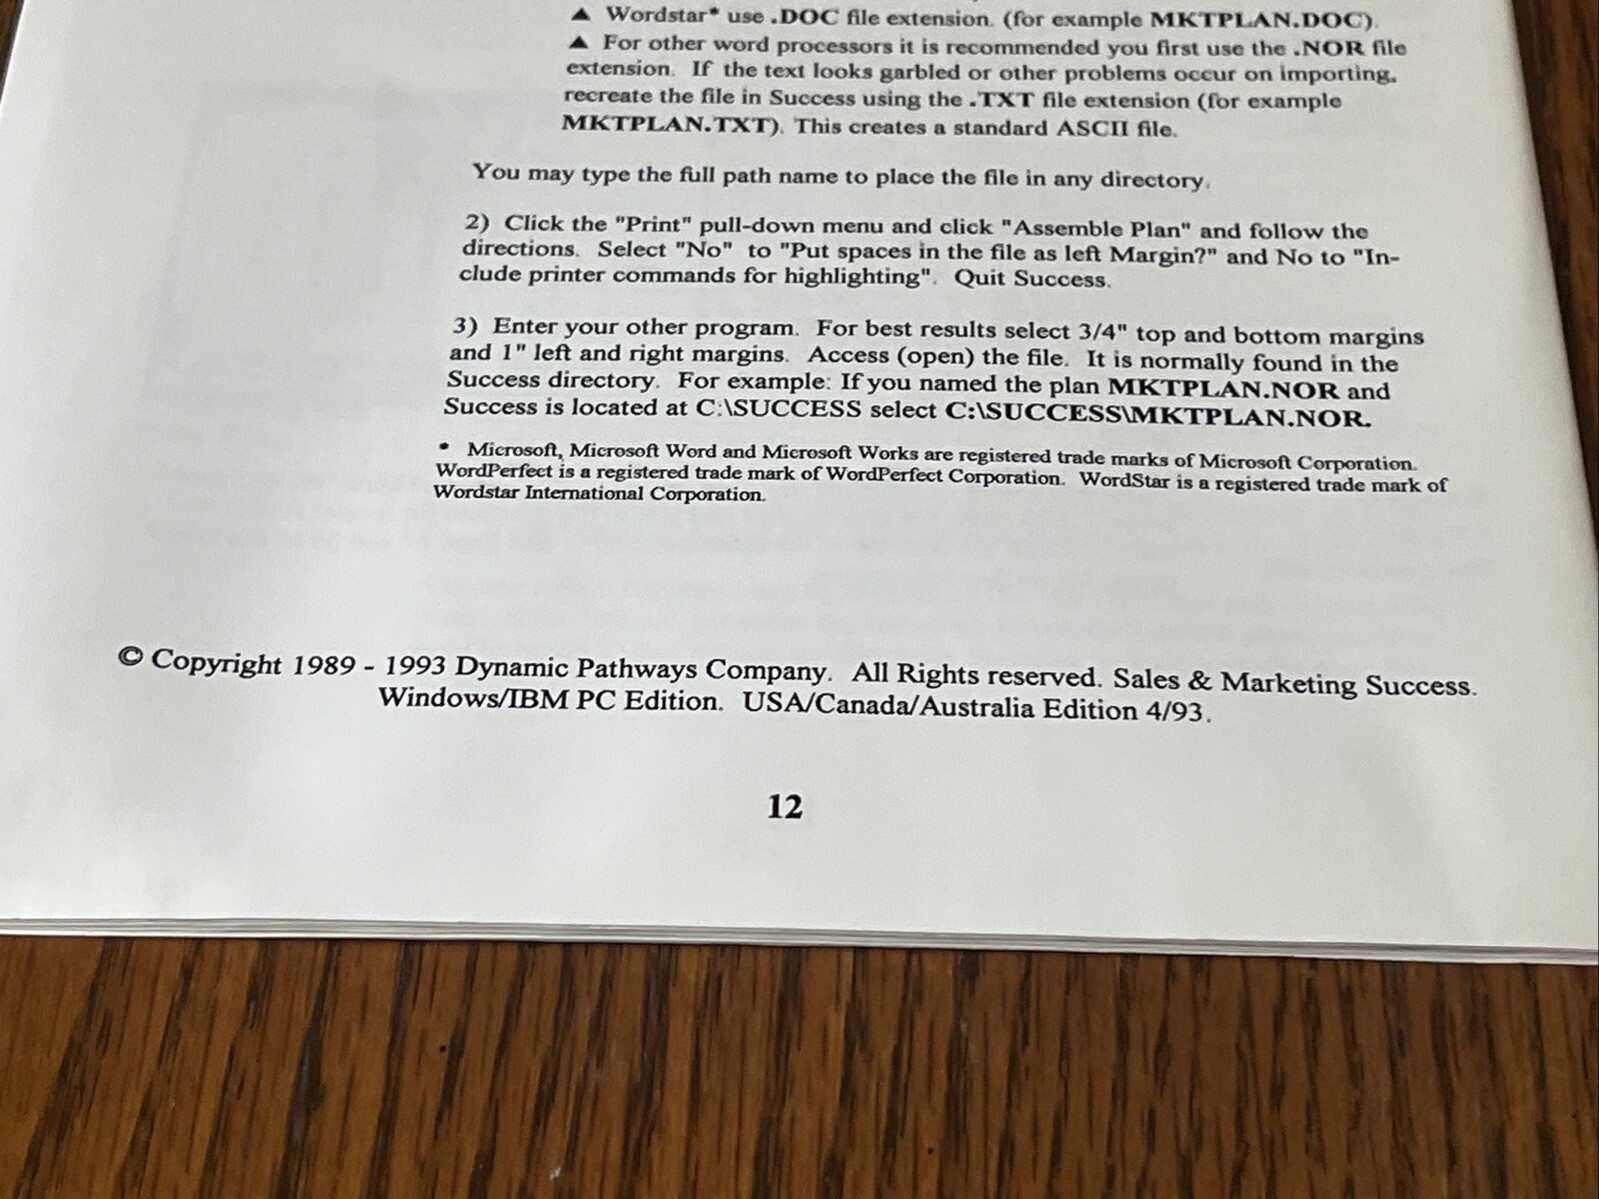 ▲ Wordstar* use .DOC file extension. (for example MKTPLAN.DOC).
▲ For other word processors it is recommended you first use the .NOR file
extension. If the text looks garbled or other problems occur on importing,
recreate the file in Success using the .TXT file extension (for example
MKTPLAN.TXT). This creates a standard ASCII file.
You may type the full path name to place the file in any directory.
2) Click the "Print" pull-down menu and click "Assemble Plan" and follow the
directions. Select "No" to "Put spaces in the file as left Margin?" and No to "In-
clude printer commands for highlighting". Quit Success.
3) Enter your other program. For best results select 3/4" top and bottom margins
and 1" left and right margins. Access (open) the file. It is normally found in the
Success directory. For example: If you named the plan MKTPLAN.NOR and
Success is located at C:\SUCCESS select C:\SUCCESS\MKTPLAN.NOR.
* Microsoft, Microsoft Word and Microsoft Works are registered trade marks of Microsoft Corporation.
WordPerfect is a registered trade mark of WordPerfect Corporation. WordStar is a registered trade mark of
Wordstar International Corporation.
© Copyright 1989 - 1993 Dynamic Pathways Company. All Rights reserved. Sales & Marketing Success.
Windows/IBM PC Edition. USA/Canada/Australia Edition 4/93.
12